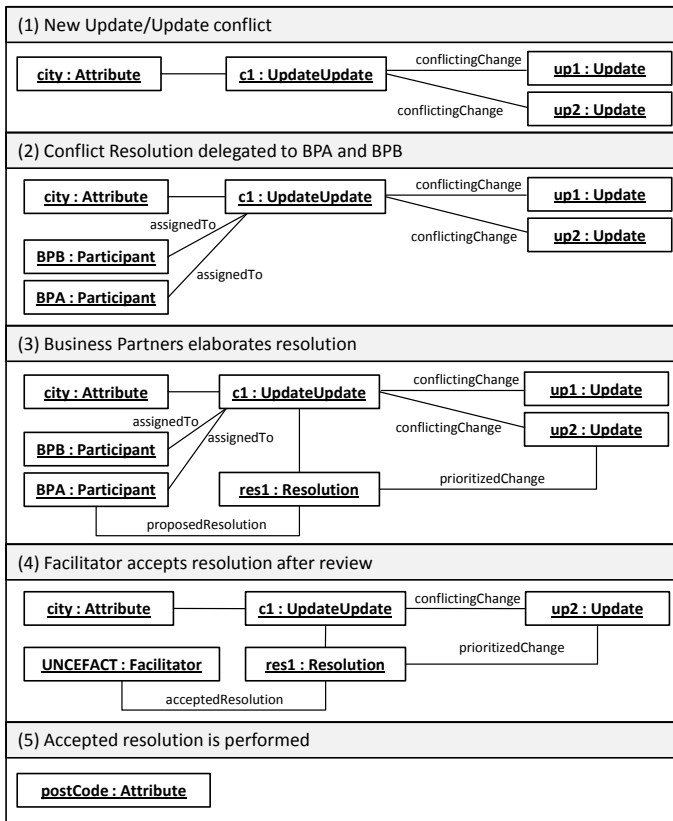 (1) New Update/Update conflict
city : Attribute
c1 : UpdateUpdate
conflictingChange
up1 : Update
conflictingChange
up2 : Update
(2) Conflict Resolution delegated to BPA and BPB
city : Attribute
c1 : UpdateUpdate
conflictingChange
up1 : Update
assignedTo
conflictingChange
up2 : Update
BPB : Participant
assignedTo
BPA : Participant
(3) Business Partners elaborates resolution
city : Attribute
c1 : UpdateUpdate
conflictingChange
up1 : Update
assignedTo
assignedTo
conflictingChange
up2 : Update
BPB : Participant
BPA : Participant
res1 : Resolution
prioritizedChange
proposedResolution
(4) Facilitator accepts resolution after review
city : Attribute
c1 : UpdateUpdate
conflictingChange
up2 : Update
UNCEFACT : Facilitator
res1 : Resolution
prioritizedChange
acceptedResolution
(5) Accepted resolution is performed
postCode : Attribute